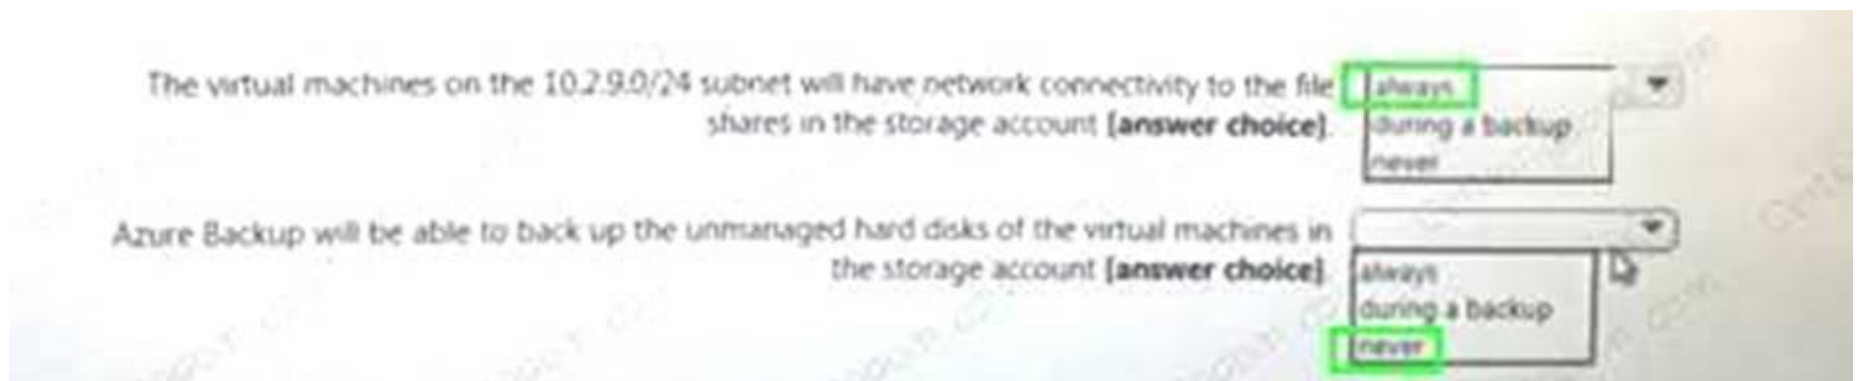 The virtual machines on the 10.2.9.0/24 subnet will have network connectivity to the file
shares in the storage account [answer choice].
always
during a backup
never
Azure Backup will be able to back up the unmanaged hard disks of the virtual machines in
the storage account [answer choice].
always
during a backup
never